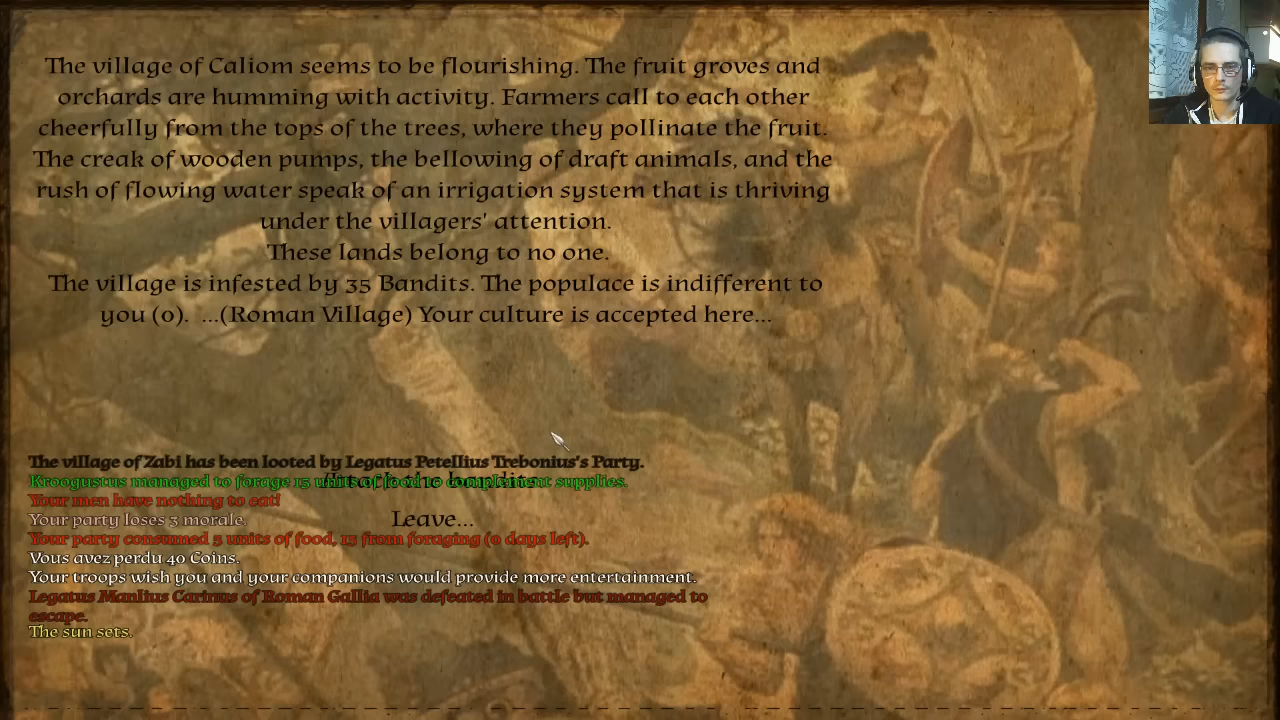 The village of Caliom seems to be flourishing. The fruit groves and
orchards are humming with activity. Farmers call to each other
cheerfully from the tops of the trees, where they pollinate the fruit.
The creak of wooden pumps, the bellowing of draft animals, and the
rush of flowing water speak of an irrigation system that is thriving
under the villagers' attention.
These lands belong to no one.
The village is infested by 35 Bandits. The populace is indifferent to
you (0). ...(Roman Village) Your culture is accepted here...
The village of Zabi has been looted by Legatus Petellius Trebonius's Party.
Kroogustus managed to forage 15 units of food to complement supplies.
Attack the bandits.
Your men have nothing to eat!
Your party loses 3 morale.
Leave...
Your party consumed 5 units of food, 15 from foraging (0 days left).
Vous avez perdu 40 Coins.
Your troops wish you and your companions would provide more entertainment.
Legatus Manlius Carinus of Roman Gallia was defeated in battle but managed to
escape.
The sun sets.